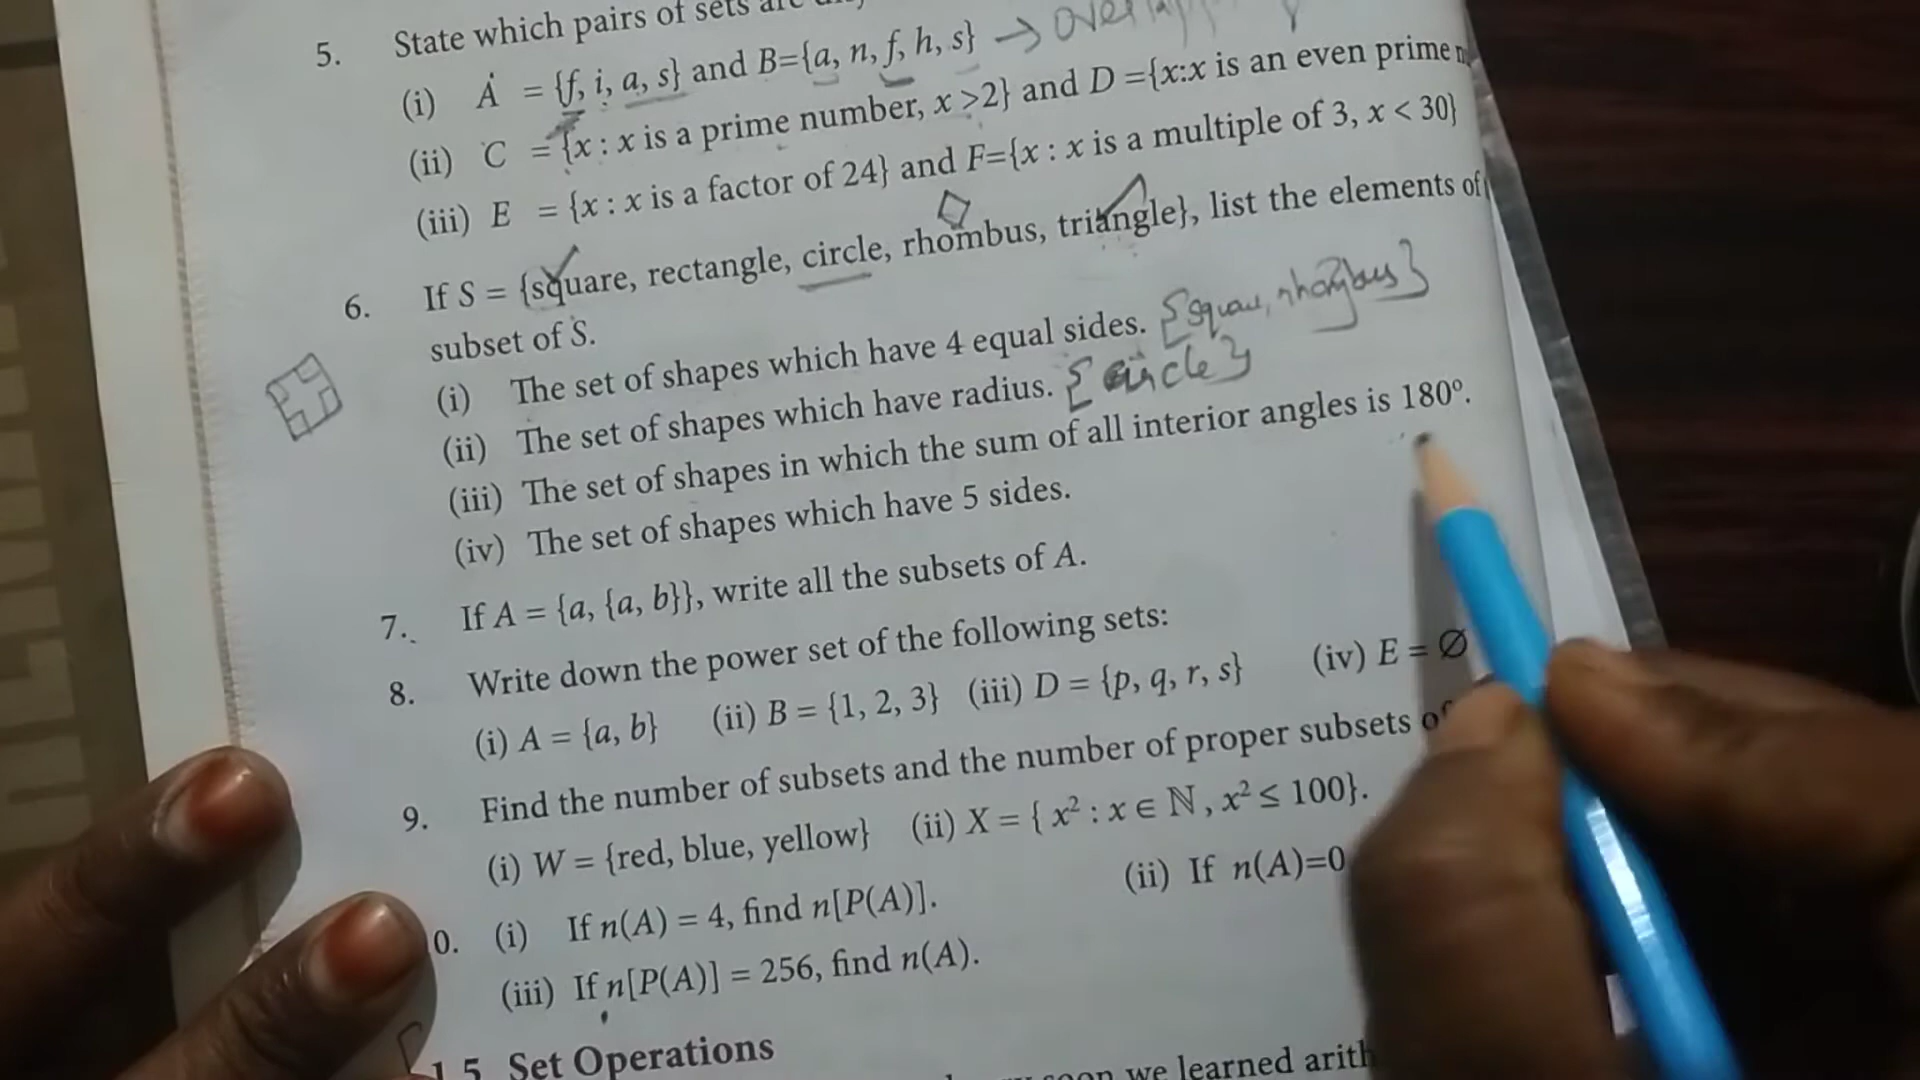 5. State which pairs of sets are
(i) A = {f, i, a, s} and B={a, n, f, h, s} →
(ii) C = {x : x is a prime number, x >2} and D ={x:x is an even prime
(iii) E = {x : x is a factor of 24} and F={x : x is a multiple of 3, x < 30}
6. If S = {square, rectangle, circle, rhombus, triangle}, list the elements of
subset of S.
(i) The set of shapes which have 4 equal sides. {square, rhombus}
(ii) The set of shapes which have radius. {circle}
(iii) The set of shapes in which the sum of all interior angles is 180º.
(iv) The set of shapes which have 5 sides.
7. If A = {a, {a, b}}, write all the subsets of A.
8. Write down the power set of the following sets:
(i) A = {a, b} (ii) B = {1, 2, 3} (iii) D = {p, q, r, s} (iv) E = ∅
9. Find the number of subsets and the number of proper subsets of
(i) W = {red, blue, yellow} (ii) X = { x² : x ∈ ℕ, x² ≤ 100}.
0. (i) If n(A) = 4, find n[P(A)]. (ii) If n(A)=0
(iii) If n[P(A)] = 256, find n(A).
1.5 Set Operations
soon we learned